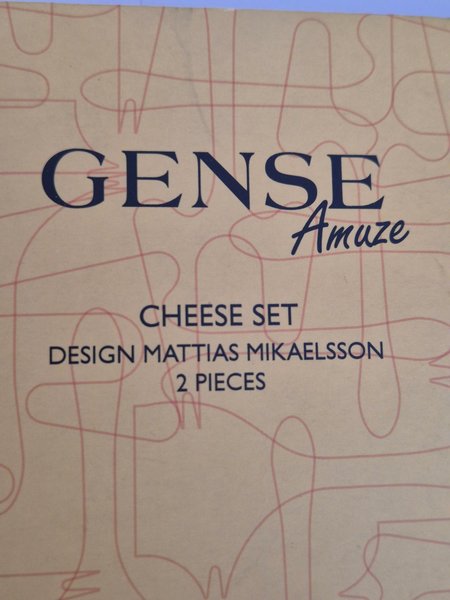 GENSE
Amuze
CHEESE SET
DESIGN MATTIAS MIKAELSSON
2 PIECES